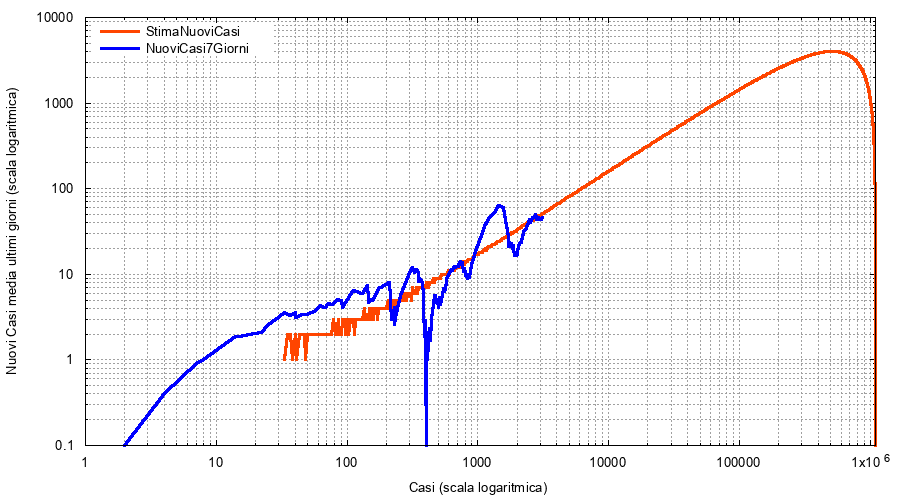 10000
1000
100
10
1
0.1
StimaNuoviCasi
NuoviCasi7Giorni
Nuovi Casi media ultimi giorni (scala logaritmica)
1 10 100 1000 10000 100000 1x10 6
Casi (scala logaritmica)